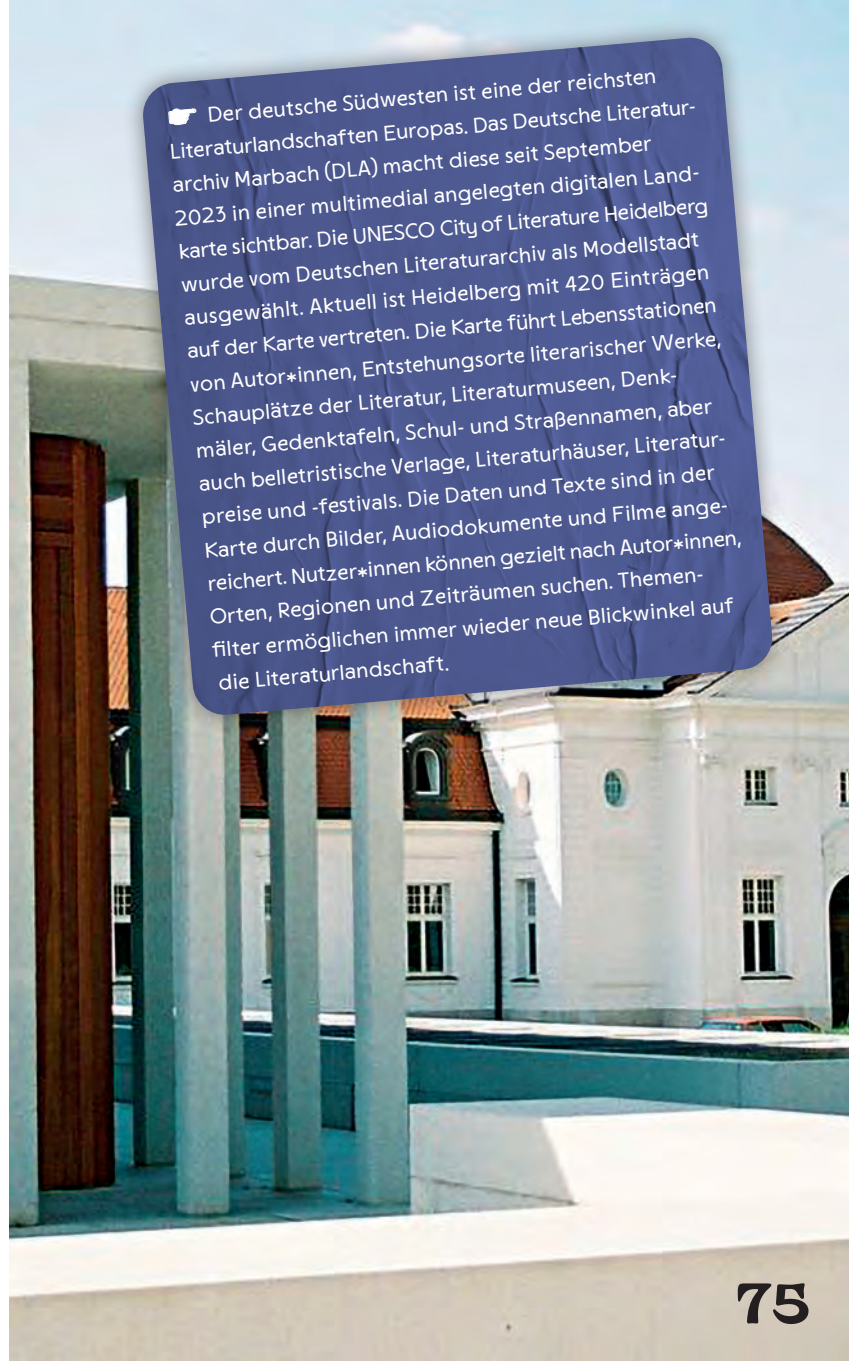 ☛ Der deutsche Südwesten ist eine der reichsten
Literaturlandschaften Europas. Das Deutsche Literatur-
archiv Marbach (DLA) macht diese seit September
2023 in einer multimedial angelegten digitalen Land-
karte sichtbar. Die UNESCO City of Literature Heidelberg
wurde vom Deutschen Literaturarchiv als Modellstadt
ausgewählt. Aktuell ist Heidelberg mit 420 Einträgen
auf der Karte vertreten. Die Karte führt Lebensstationen
von Autor*innen, Entstehungsorte literarischer Werke,
Schauplätze der Literatur, Literaturmuseen, Denk-
mäler, Gedenktafeln, Schul- und Straßennamen, aber
auch belletristische Verlage, Literaturhäuser, Literatur-
preise und -festivals. Die Daten und Texte sind in der
Karte durch Bilder, Audiodokumente und Filme ange-
reichert. Nutzer*innen können gezielt nach Autor*innen,
Orten, Regionen und Zeiträumen suchen. Themen-
filter ermöglichen immer wieder neue Blickwinkel auf
die Literaturlandschaft.
75